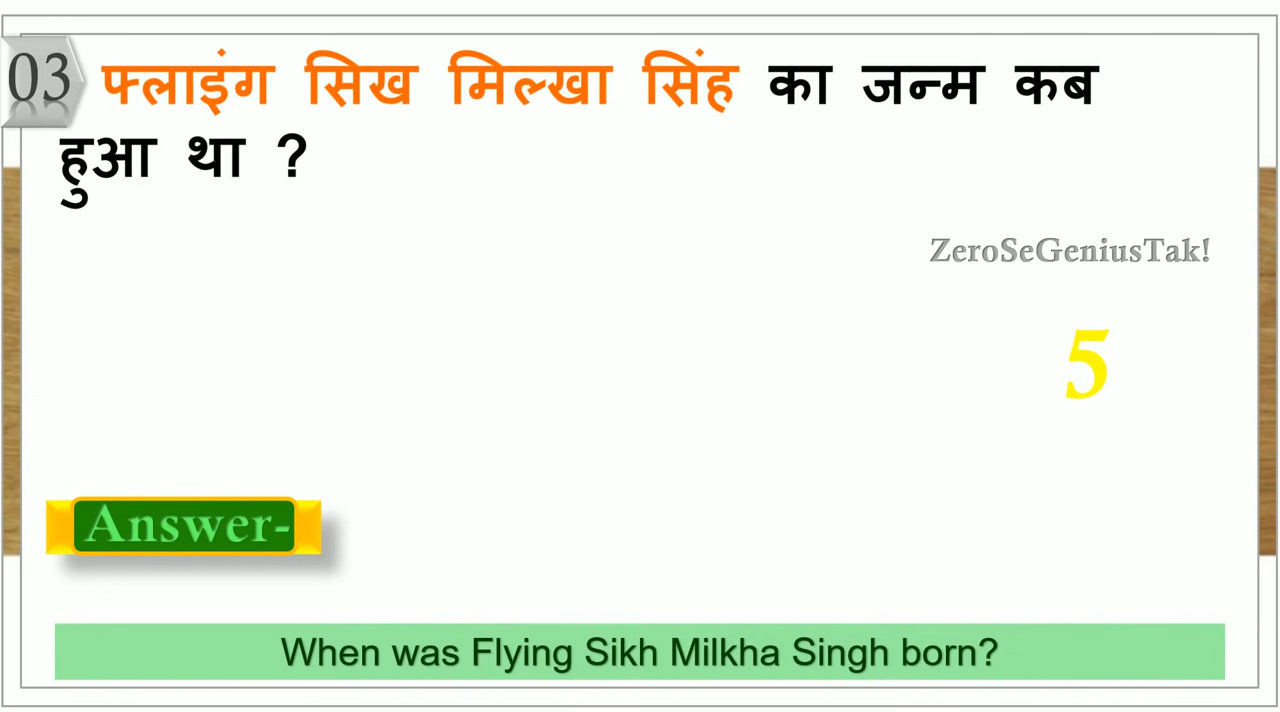 03 फ्लाइंग सिख मिल्खा सिंह का जन्म कब
हुआ था ?
ZeroSeGeniusTak!
5
Answer-
When was Flying Sikh Milkha Singh born?